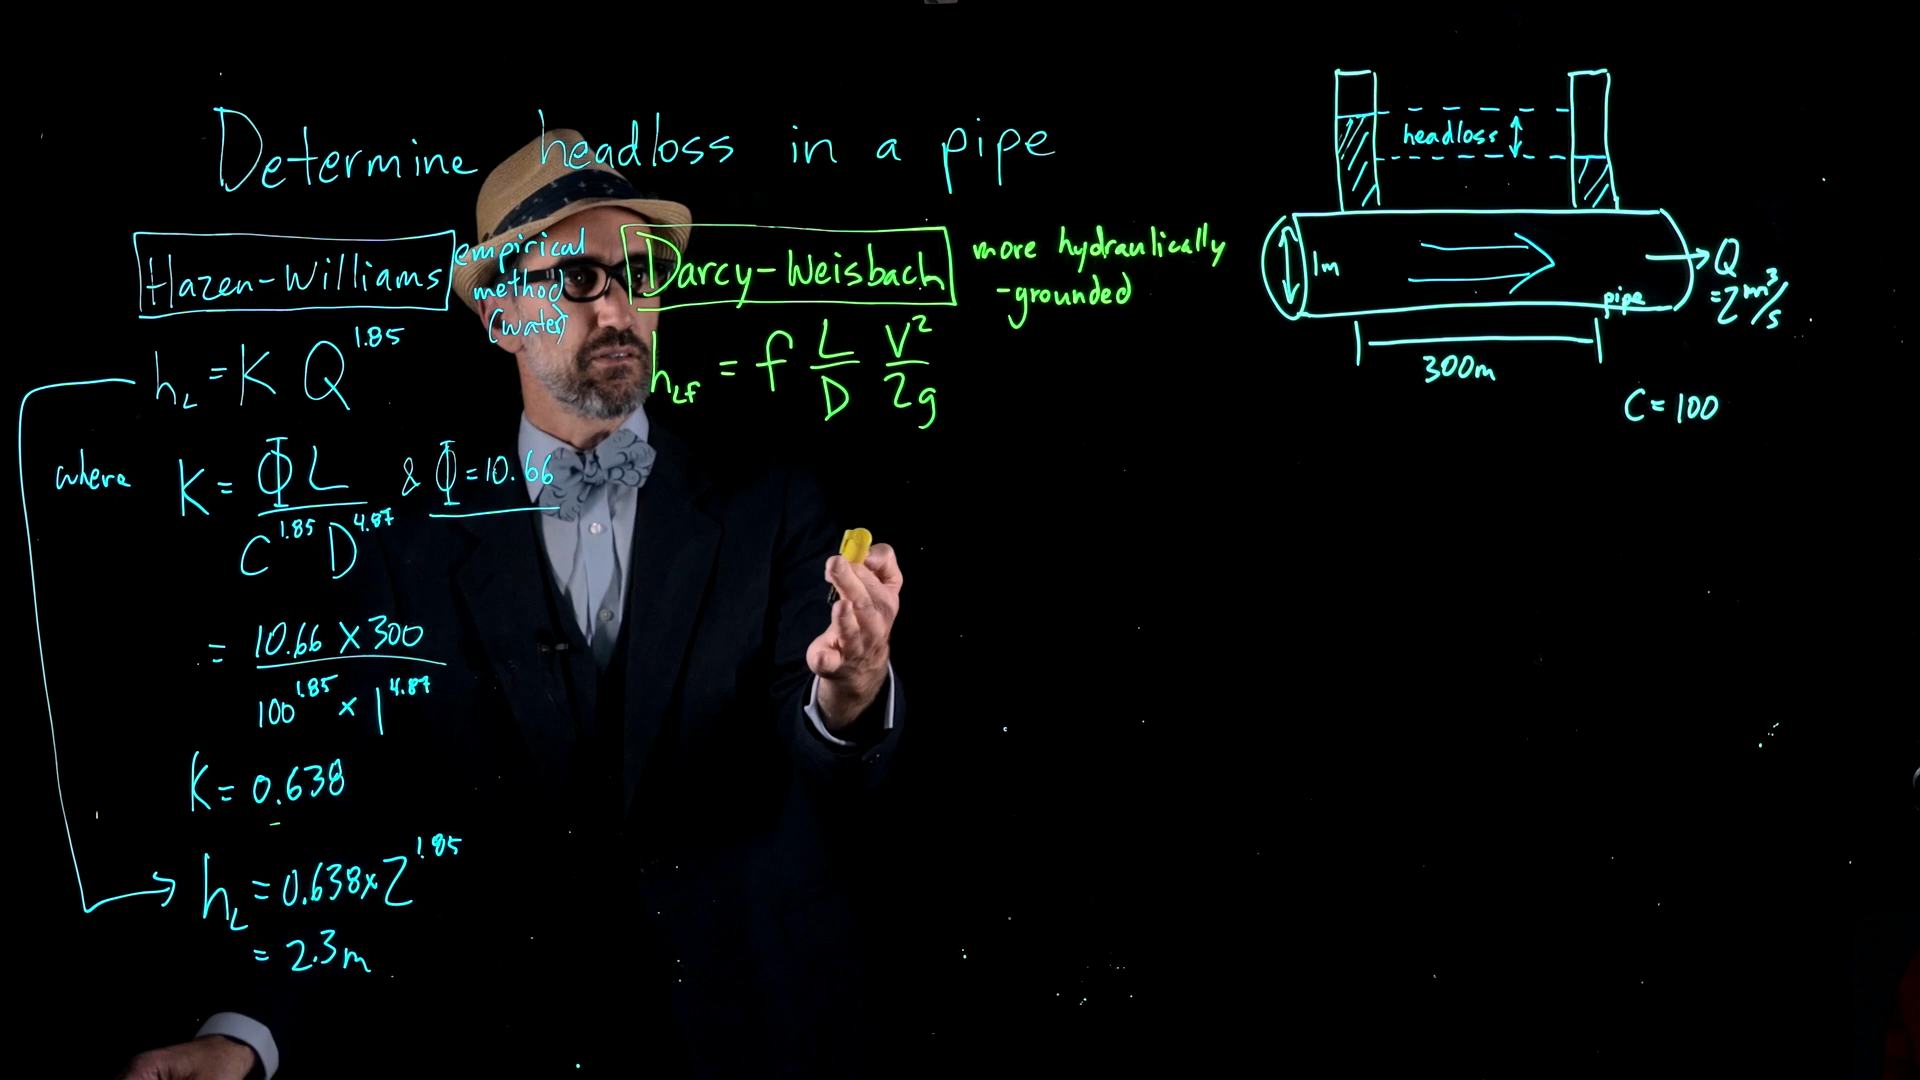 Determine headloss in a pipe
Hazen-Williams
empirical
method
(water)
h_L = K Q^1.85
where K = ΦL / C^1.85 D^4.87 & Φ = 10.66
= 10.66 × 300 / 100^1.85 × 1^4.87
K = 0.638
h_L = 0.638 × 2^1.85
= 2.3m
Darcy-Weisbach
more hydraulically
-grounded
h_Lf = f L/D V²/2g
headloss
1m
pipe
Q
= 2 m³/s
300m
C = 100